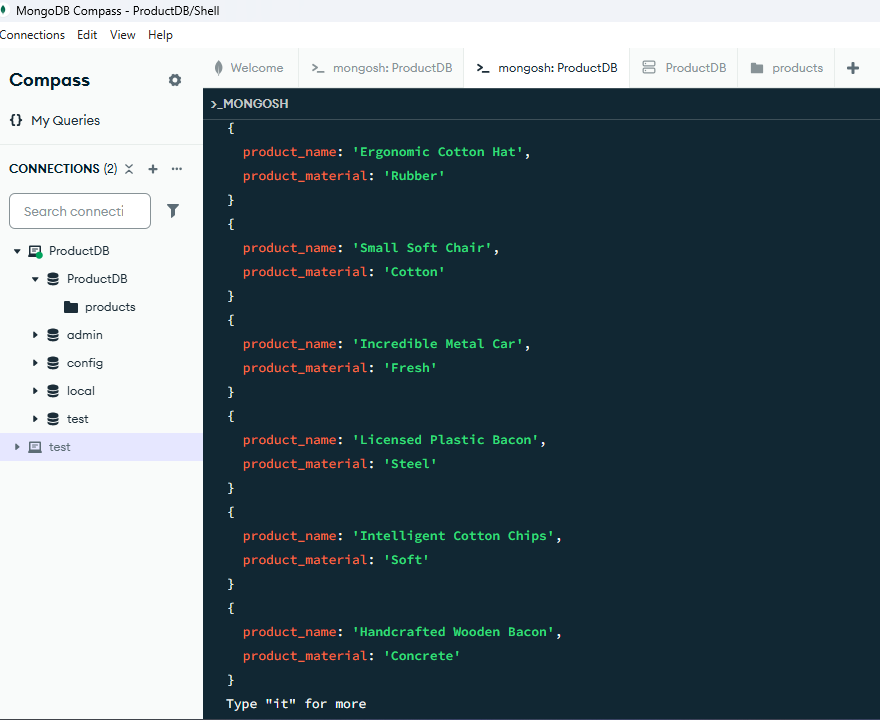 MongoDB Compass - ProductDB/Shell
Connections Edit View Help
Compass
My Queries
CONNECTIONS (2)
Search connecti
ProductDB
ProductDB
products
admin
config
local
test
test
Welcome
>_ mongosh: ProductDB
>_ mongosh: ProductDB
ProductDB
products
>_MONGOSH
{
product_name: 'Ergonomic Cotton Hat',
product_material: 'Rubber'
}
{
product_name: 'Small Soft Chair',
product_material: 'Cotton'
}
{
product_name: 'Incredible Metal Car',
product_material: 'Fresh'
}
{
product_name: 'Licensed Plastic Bacon',
product_material: 'Steel'
}
{
product_name: 'Intelligent Cotton Chips',
product_material: 'Soft'
}
{
product_name: 'Handcrafted Wooden Bacon',
product_material: 'Concrete'
}
Type "it" for more